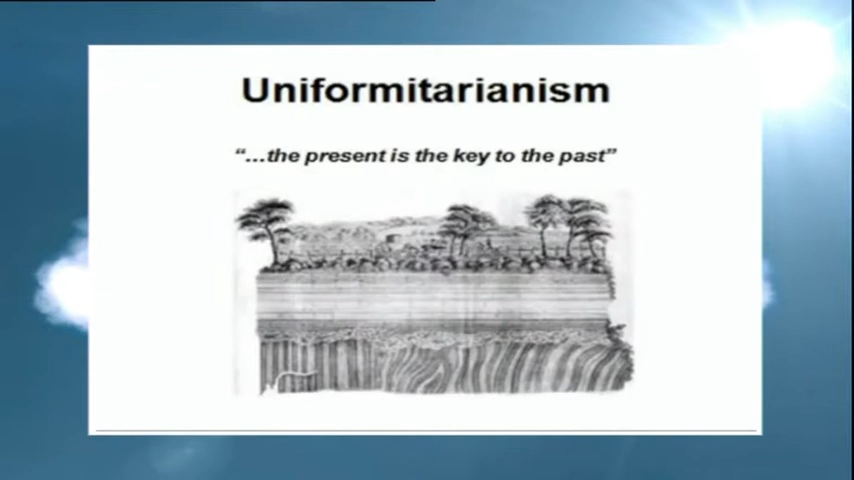 Uniformitarianism
“...the present is the key to the past”